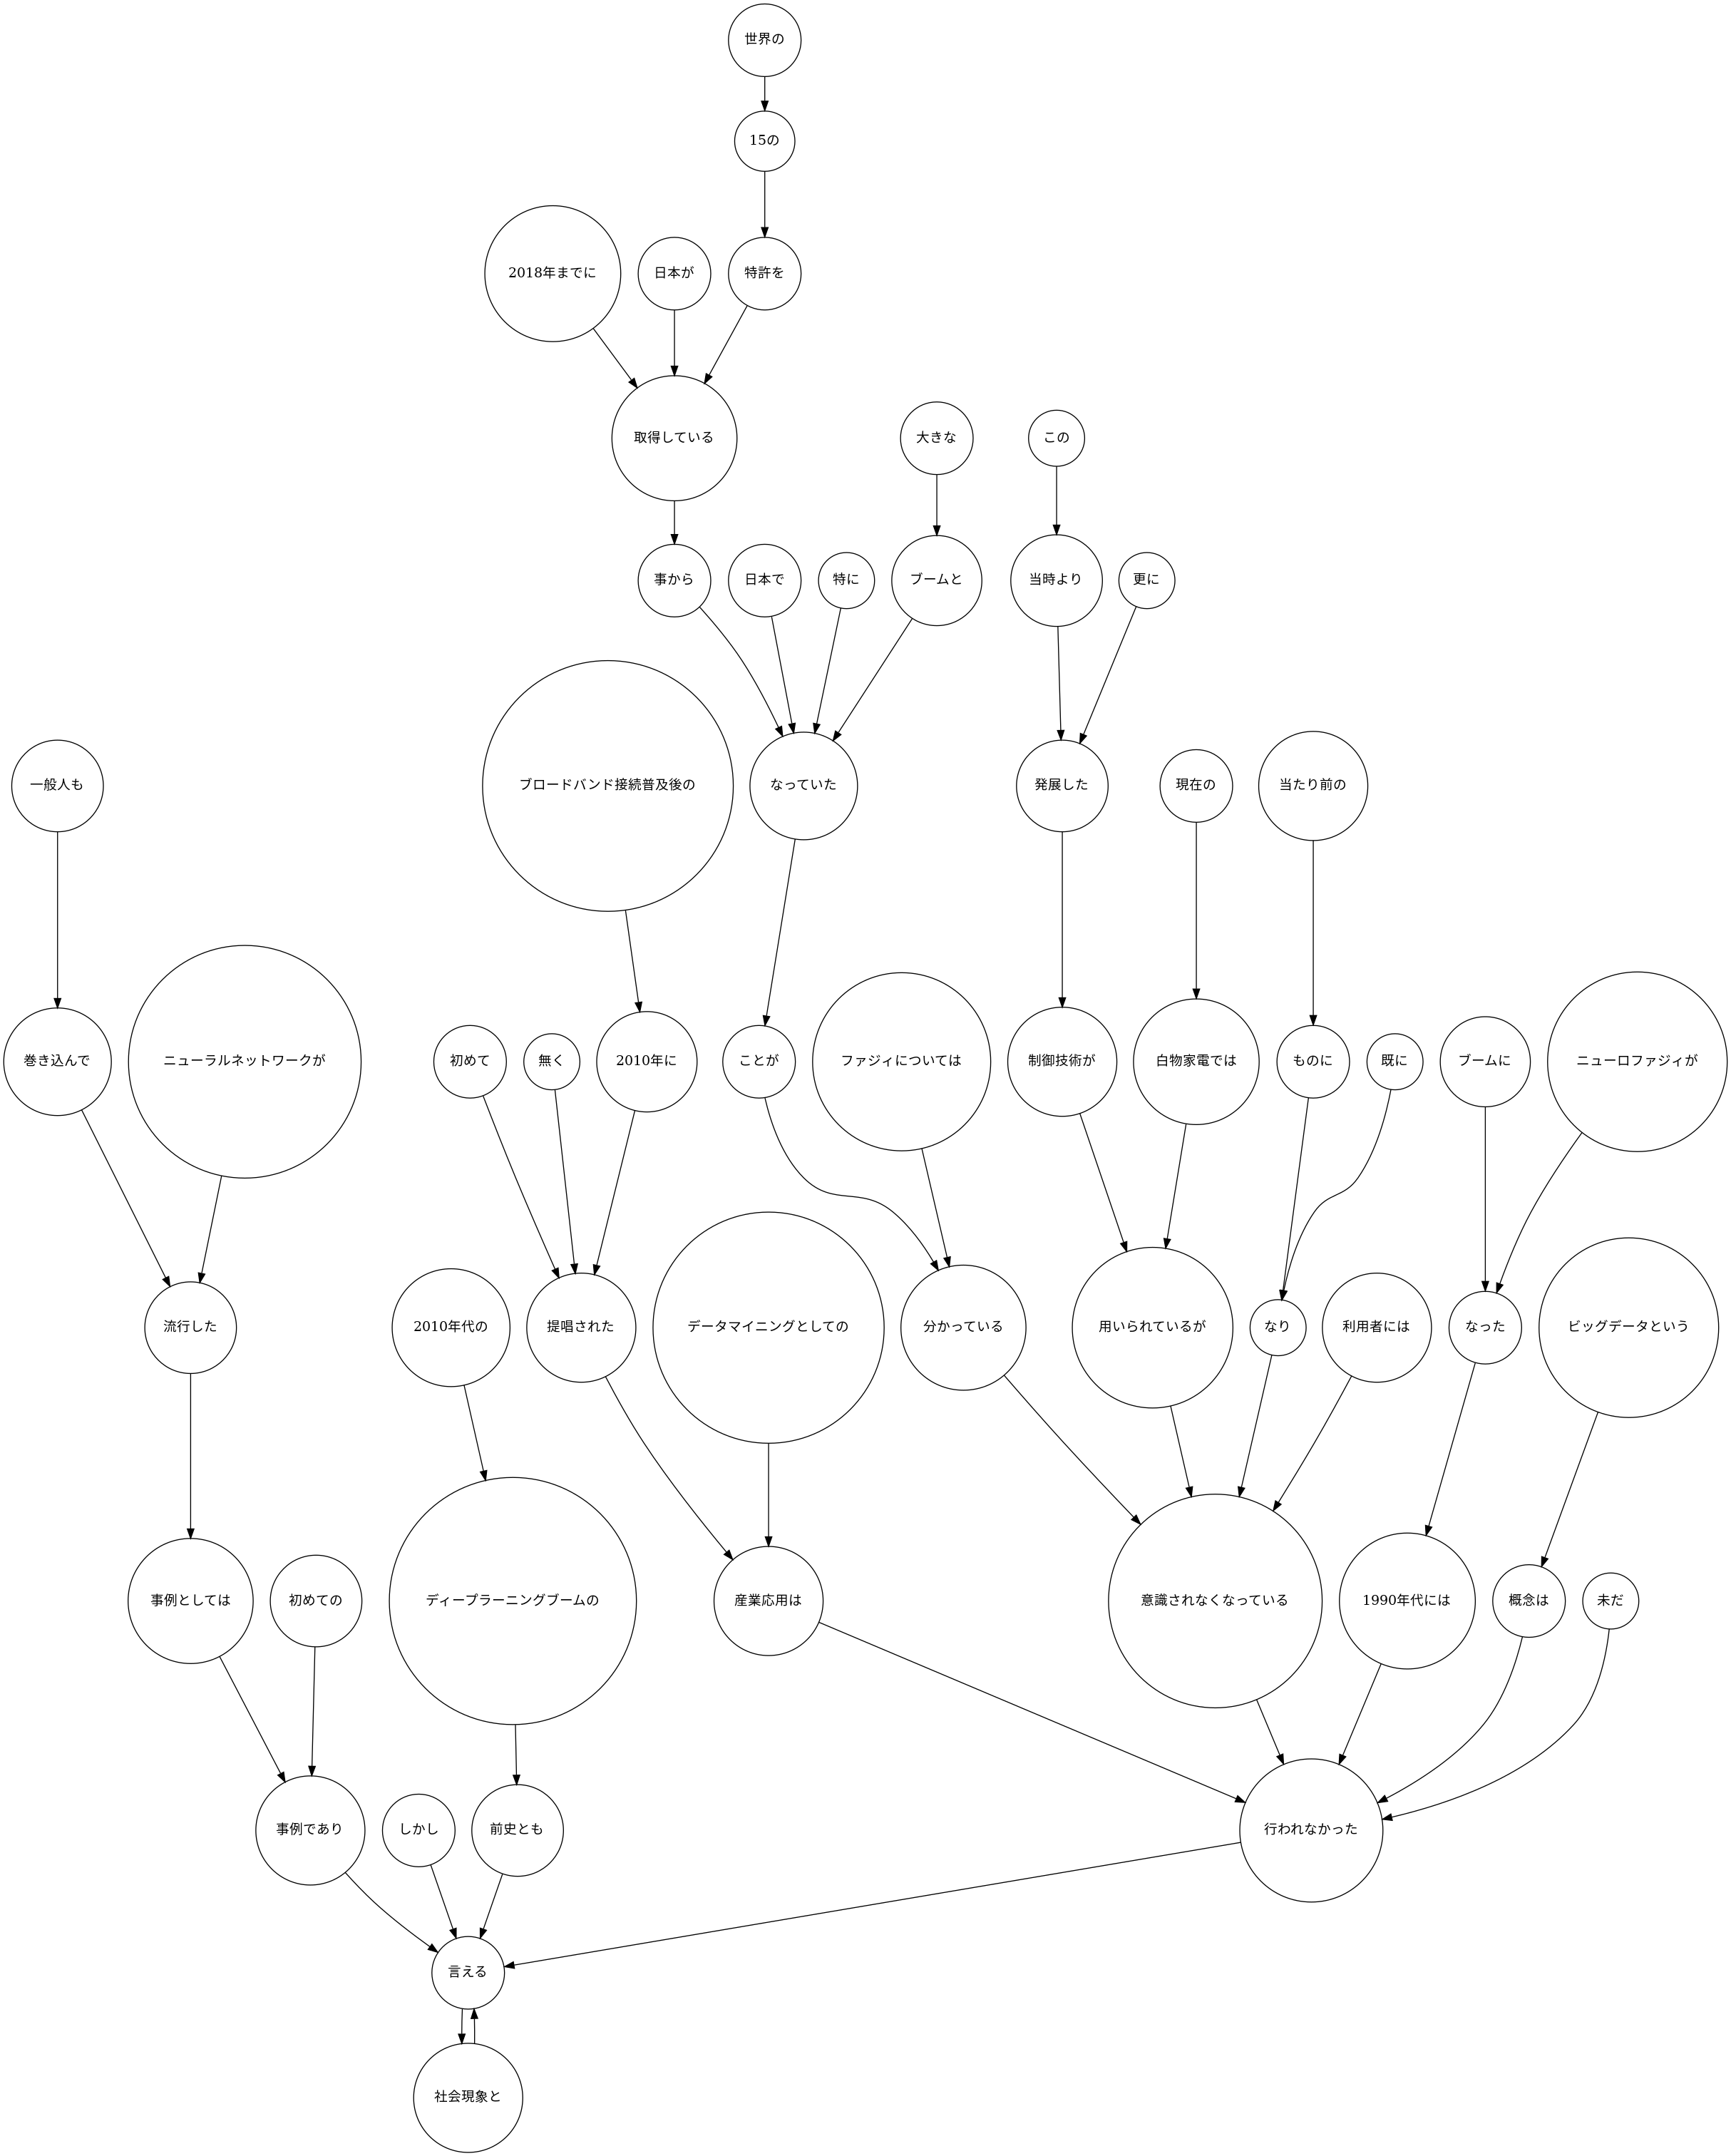 世界の
15の
2018年までに
日本が
特許を
取得している
大きな
この
事から
日本で
特に
ブームと
当時より
更に
一般人も
ブロードバンド接続普及後の
なっていた
発展した
現在の
当たり前の
巻き込んで
ニューラルネットワークが
初めて
無く
2010年に
ことが
ファジィについては
制御技術が
白物家電では
ものに
既に
ブームに
ニューロファジィが
流行した
2010年代の
提唱された
データマイニングとしての
分かっている
用いられているが
なり
利用者には
なった
ビッグデータという
事例としては
初めての
ディープラーニングブームの
産業応用は
意識されなくなっている
1990年代には
概念は
未だ
事例であり
しかし
前史とも
行われなかった
言える
社会現象と